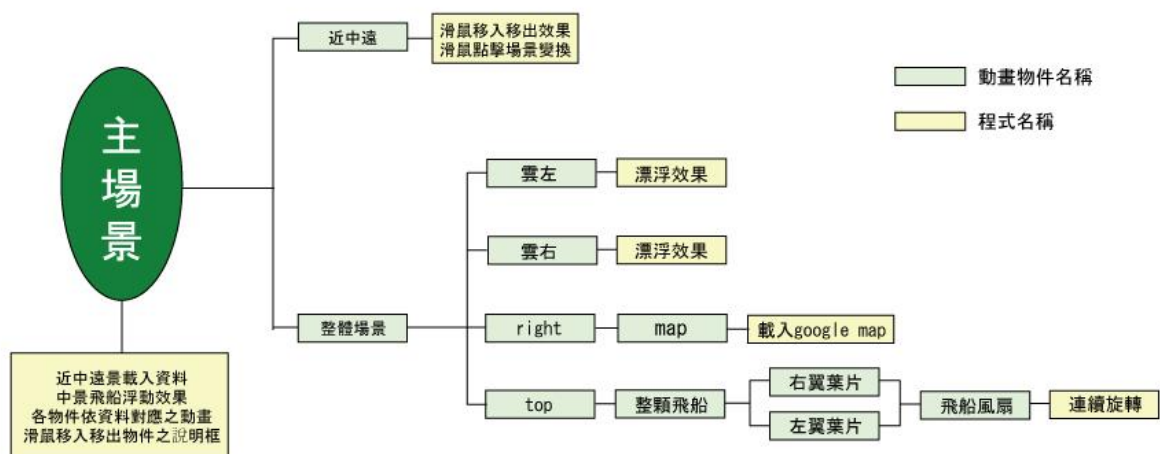 主場景
近中遠景載入資料
中景飛船浮動效果
各物件依資料對應之動畫
滑鼠移入移出物件之說明框
近中遠
滑鼠移入移出效果
滑鼠點擊場景變換
整體場景
雲左
漂浮效果
雲右
漂浮效果
right
map
載入google map
top
整顆飛船
右翼葉片
左翼葉片
飛船風扇
連續旋轉
動畫物件名稱
程式名稱